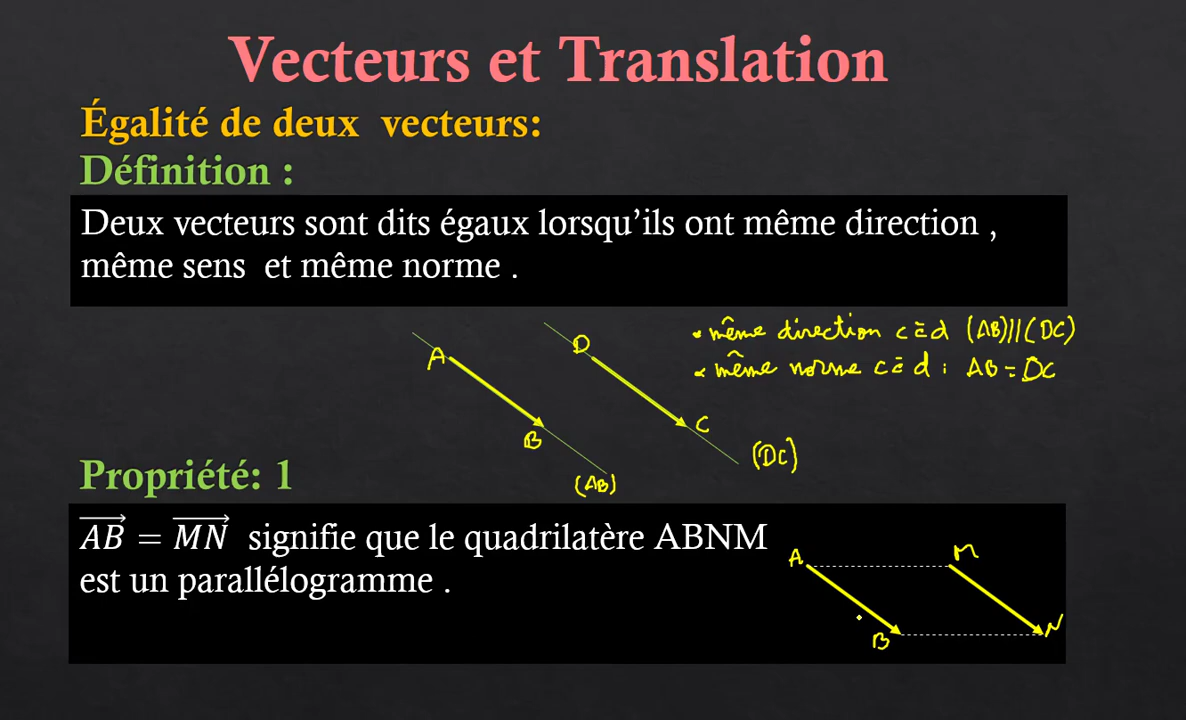 Vecteurs et Translation
Égalité de deux vecteurs:
Définition :
Deux vecteurs sont dits égaux lorsqu’ils ont même direction ,
même sens et même norme .
• même direction c à d (AB)//(DC)
• même norme c à d : AB = DC
A
D
B
C
(DC)
(AB)
Propriété: 1
AB = MN signifie que le quadrilatère ABNM
est un parallélogramme .
A
M
B
N